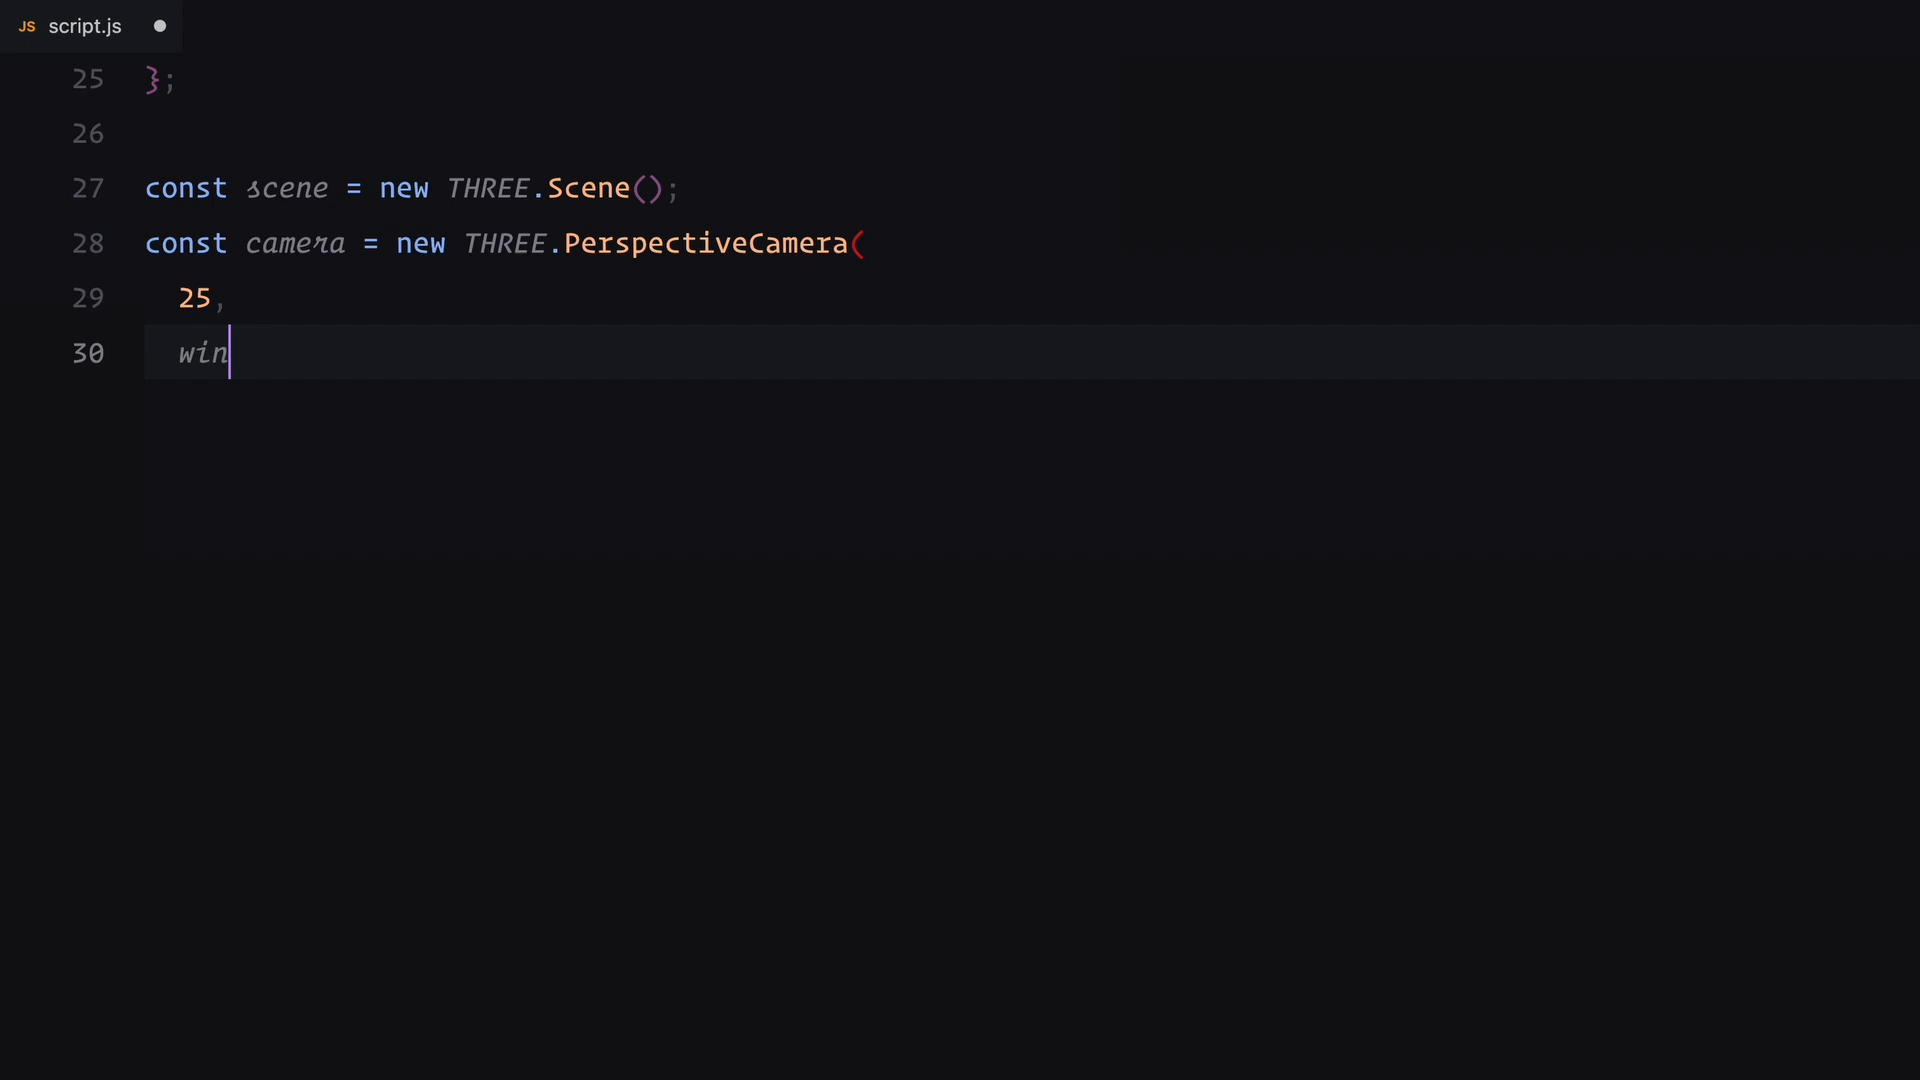 JS script.js
25 };
26
27 const scene = new THREE.Scene();
28 const camera = new THREE.PerspectiveCamera(
29 25,
30 win